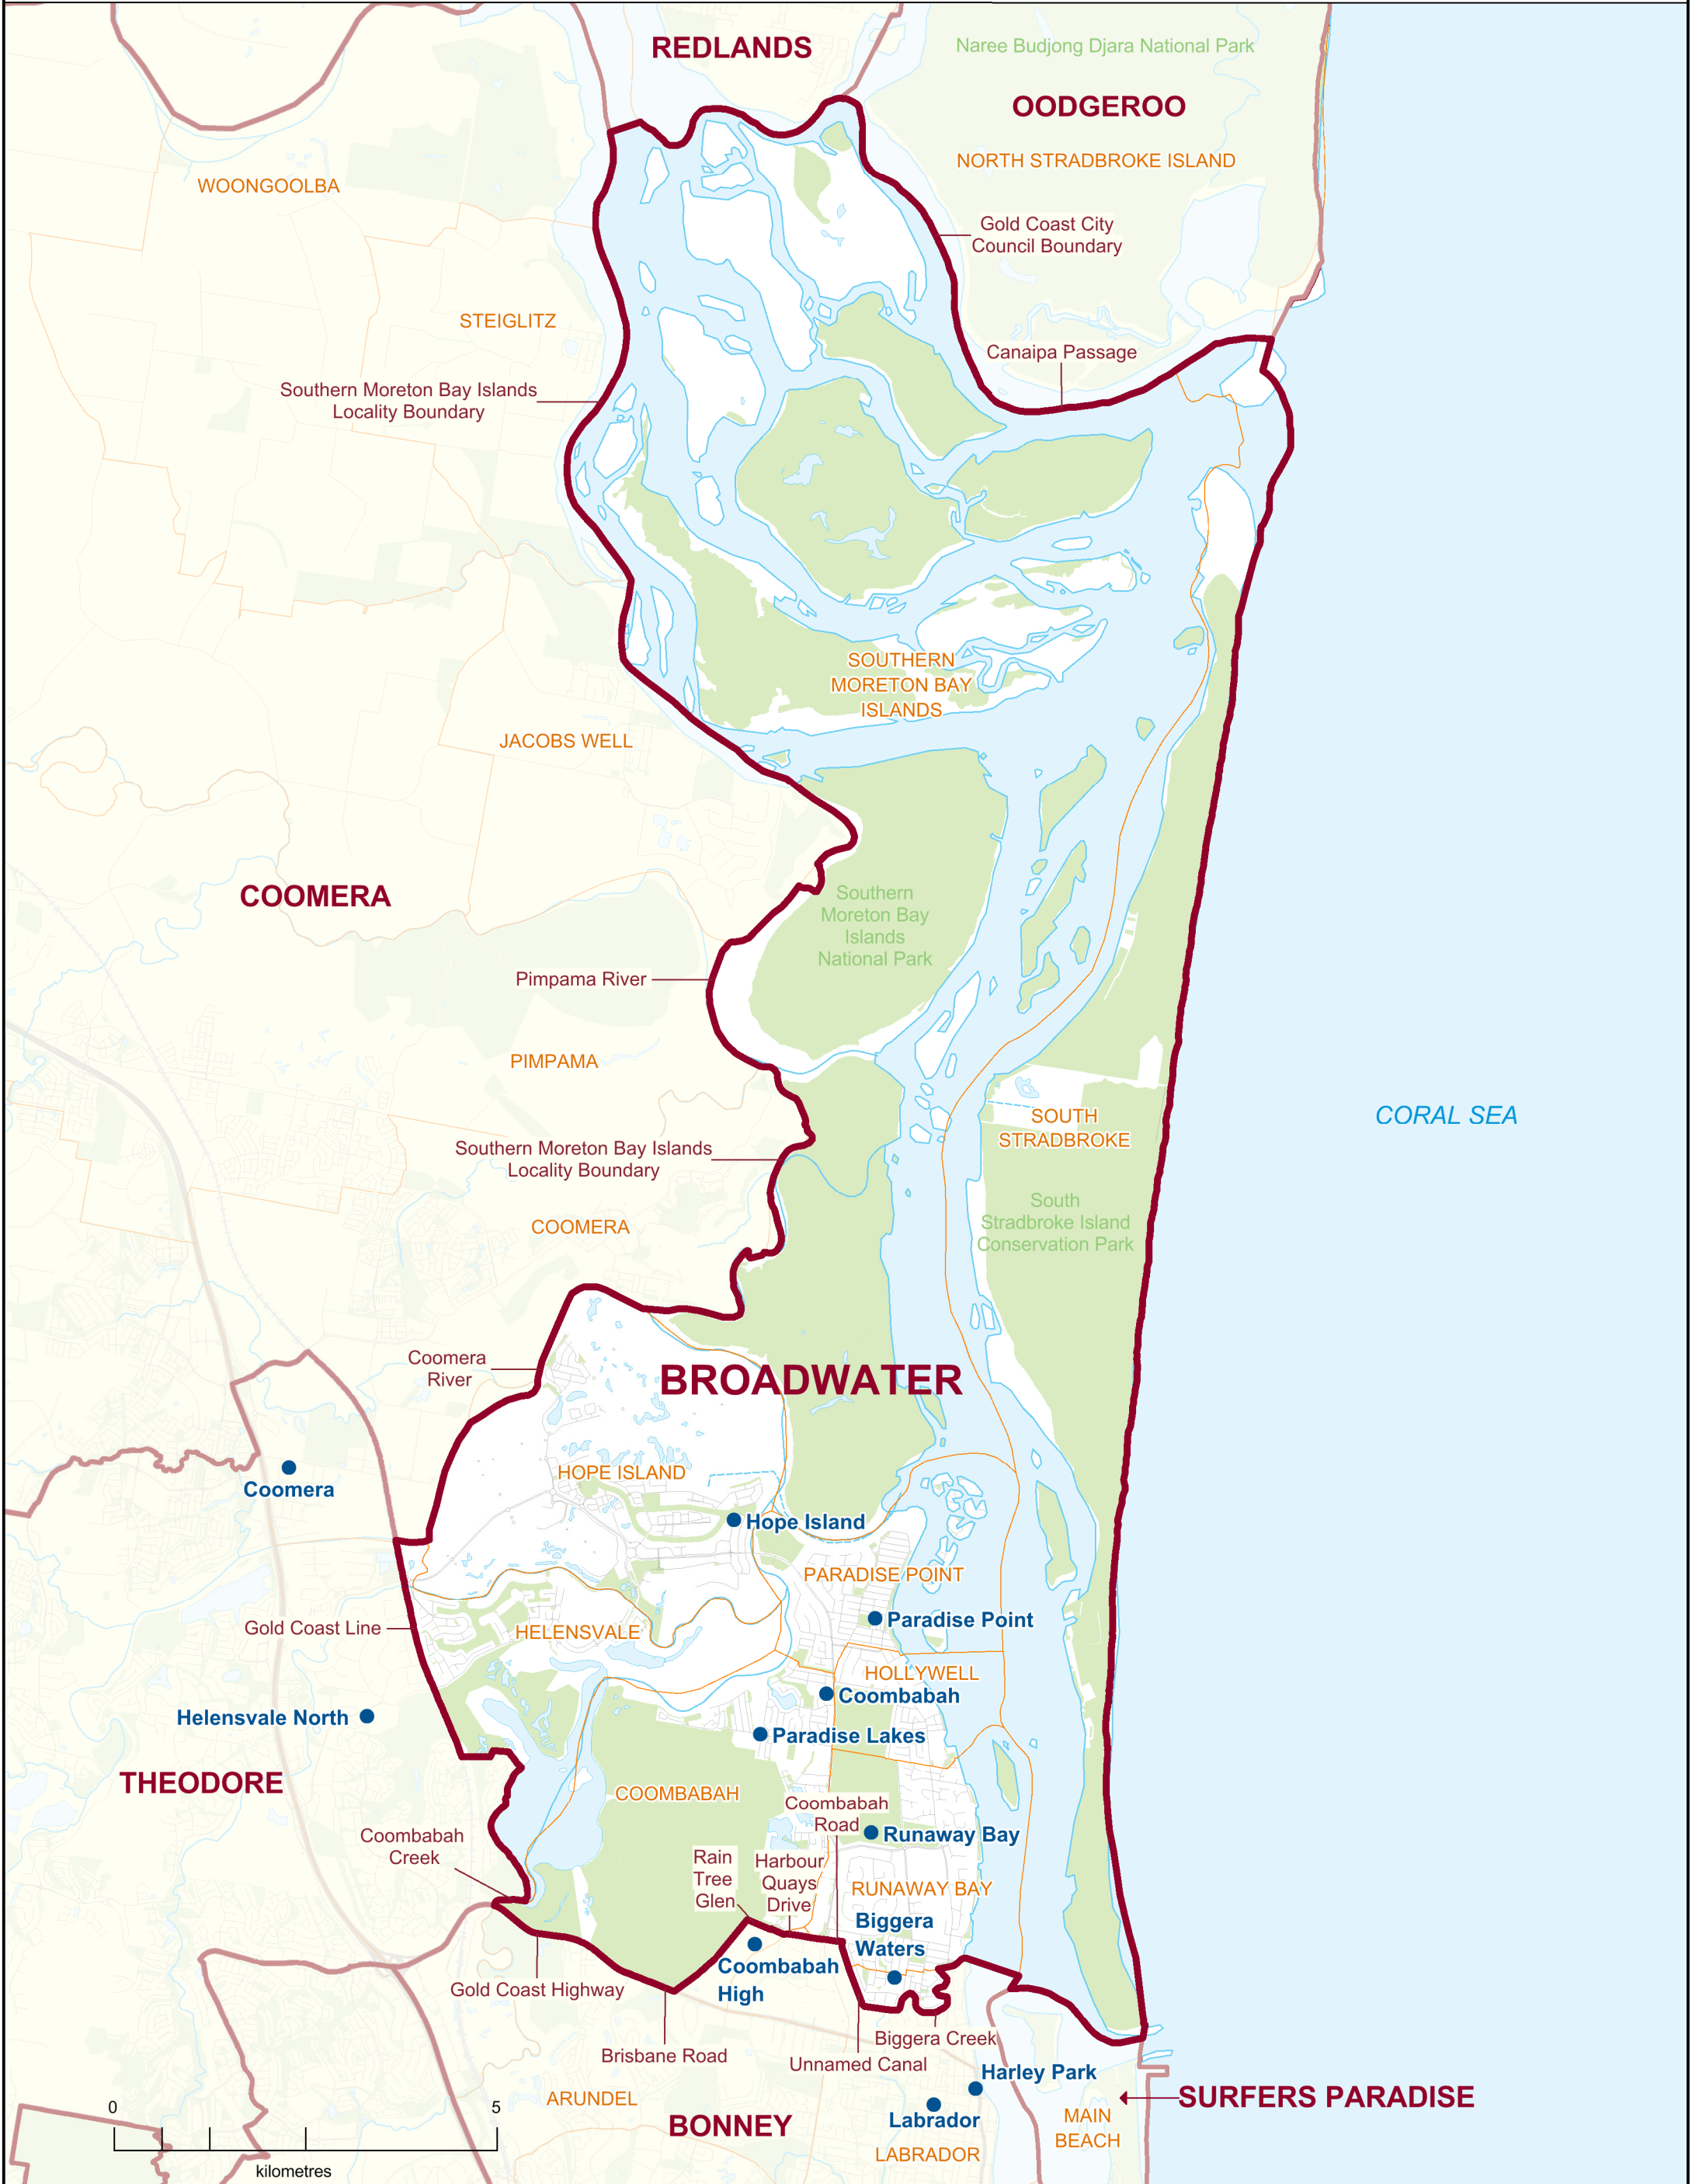 REDLANDS
Naree Budjong Djara National Park
OODGEROO
NORTH STRADBROKE ISLAND
WOONGOOLBA
Gold Coast City
Council Boundary
STEIGLITZ
Canaipa Passage
Southern Moreton Bay Islands
Locality Boundary
SOUTHERN
MORETON BAY
ISLANDS
JACOBS WELL
COOMERA
Southern
Moreton Bay
Islands
National Park
Pimpama River
PIMPAMA
SOUTH
STRADBROKE
CORAL SEA
Southern Moreton Bay Islands
Locality Boundary
South
Stradbroke Island
Conservation Park
COOMERA
Coomera
River
BROADWATER
HOPE ISLAND
Coomera
Hope Island
PARADISE POINT
Paradise Point
Gold Coast Line
HELENSVALE
HOLLYWELL
Coombabah
Helensvale North
Paradise Lakes
THEODORE
COOMBABAH
Coombabah
Road
Runaway Bay
Coombabah
Creek
Rain
Tree
Glen
Harbour
Quays
Drive
RUNAWAY BAY
Biggera
Waters
Coombabah
High
Gold Coast Highway
Biggera Creek
Brisbane Road
Unnamed Canal
Harley Park
ARUNDEL
SURFERS PARADISE
BONNEY
Labrador
MAIN
BEACH
LABRADOR
0
5
kilometres